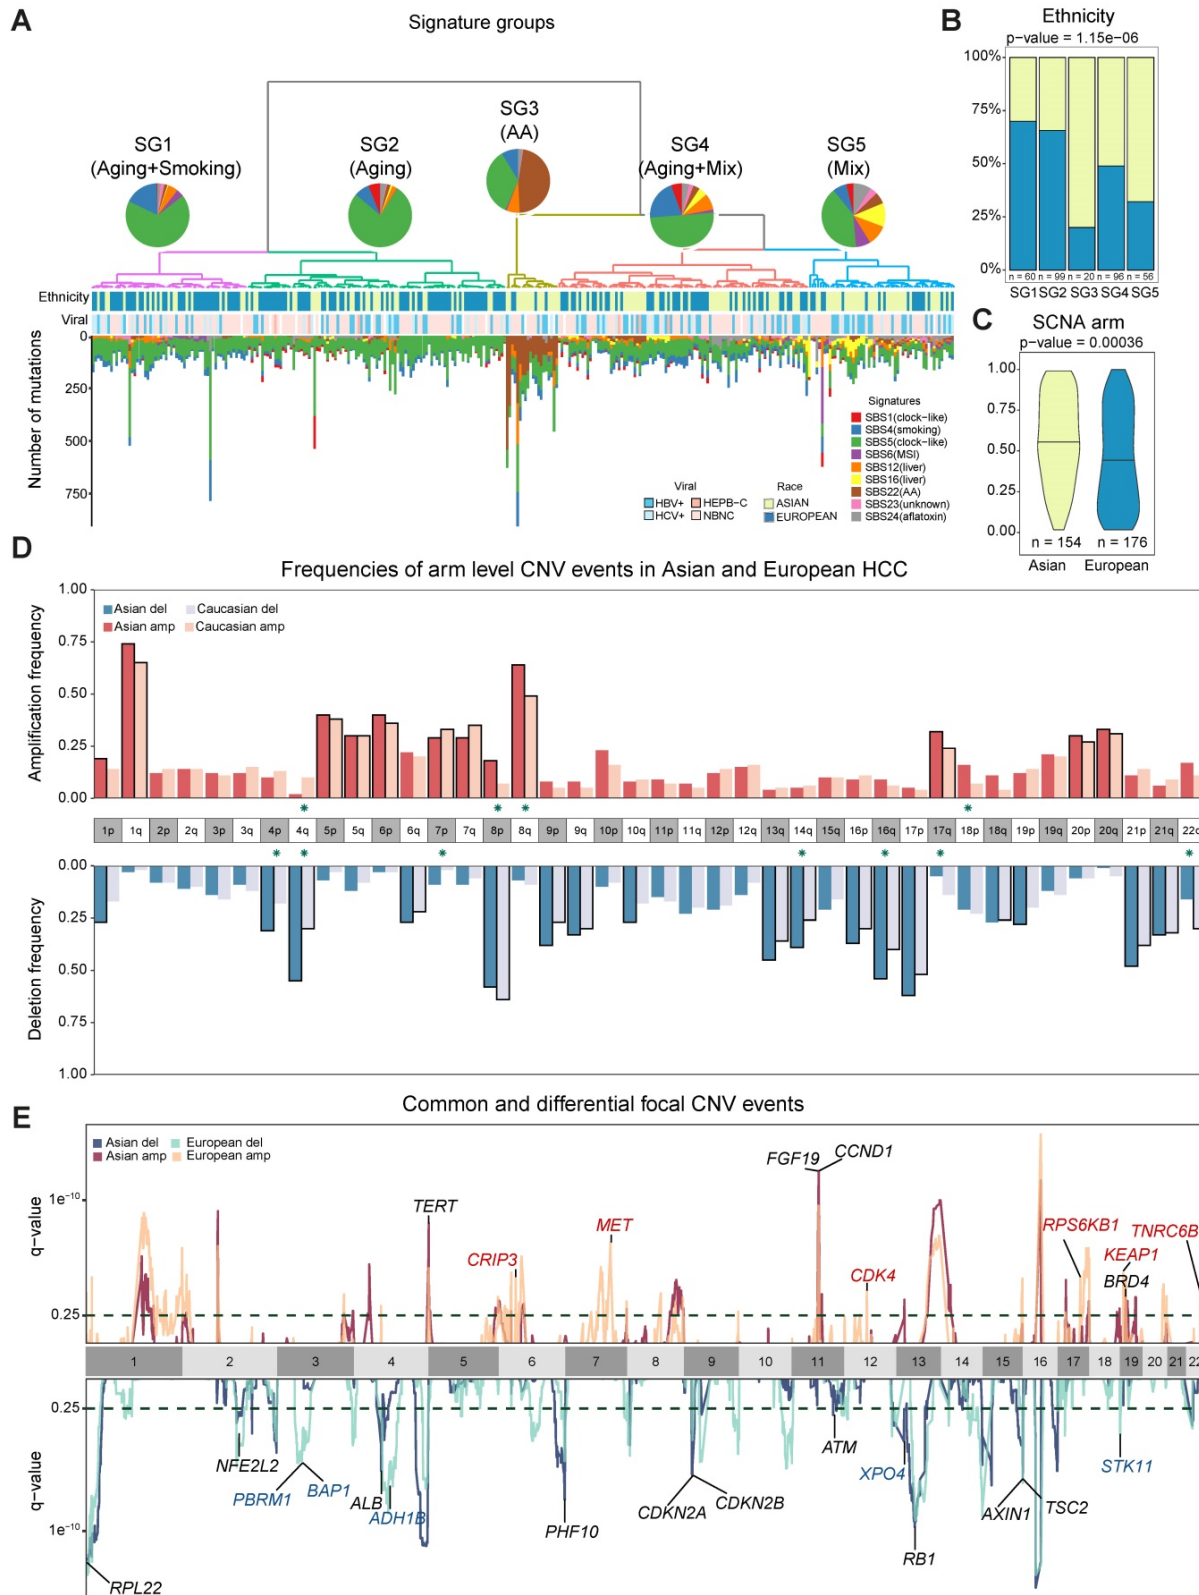 A
Signature groups
SG1
(Aging+Smoking)
SG2
(Aging)
SG3
(AA)
SG4
(Aging+Mix)
SG5
(Mix)
Ethnicity
Viral
Number of mutations
0
250
500
750
Viral
HBV+
HEPB-C
HCV+
NBNC
Race
ASIAN
EUROPEAN
Signatures
SBS1(clock-like)
SBS4(smoking)
SBS5(clock-like)
SBS6(MSI)
SBS12(liver)
SBS16(liver)
SBS22(AA)
SBS23(unknown)
SBS24(aflatoxin)
B
Ethnicity
p-value = 1.15e-06
100%
75%
50%
25%
0%
n = 60 n = 99 n = 20 n = 96 n = 56
SG1 SG2 SG3 SG4 SG5
C
SCNA arm
p-value = 0.00036
1.00
0.75
0.50
0.25
0.00
n = 154 n = 176
Asian European
D
Frequencies of arm level CNV events in Asian and European HCC
Amplification frequency
1.00
0.75
0.50
0.25
0.00
Asian del Caucasian del
Asian amp Caucasian amp
* * * *
1p 1q 2p 2q 3p 3q 4p 4q 5p 5q 6p 6q 7p 7q 8p 8q 9p 9q 10p 10q 11p 11q 12p 12q 13q 14q 15q 16p 16q 17p 17q 18p 18q 19p 19q 20p 20q 21p 21q 22q
* * * * * * *
Deletion frequency
0.00
0.25
0.50
0.75
1.00
E
Common and differential focal CNV events
Asian del European del
Asian amp European amp
q-value
1e-10
0.25
TERT
CRIP3
MET
FGF19
CCND1
CDK4
RPS6KB1
KEAP1
BRD4
TNRC6B
1 2 3 4 5 6 7 8 9 10 11 12 13 14 15 16 17 18 19 20 21 22
q-value
0.25
1e-10
RPL22
NFE2L2
PBRM1
BAP1
ALB
ADH1B
PHF10
CDKN2A
CDKN2B
ATM
XPO4
RB1
AXIN1
TSC2
STK11